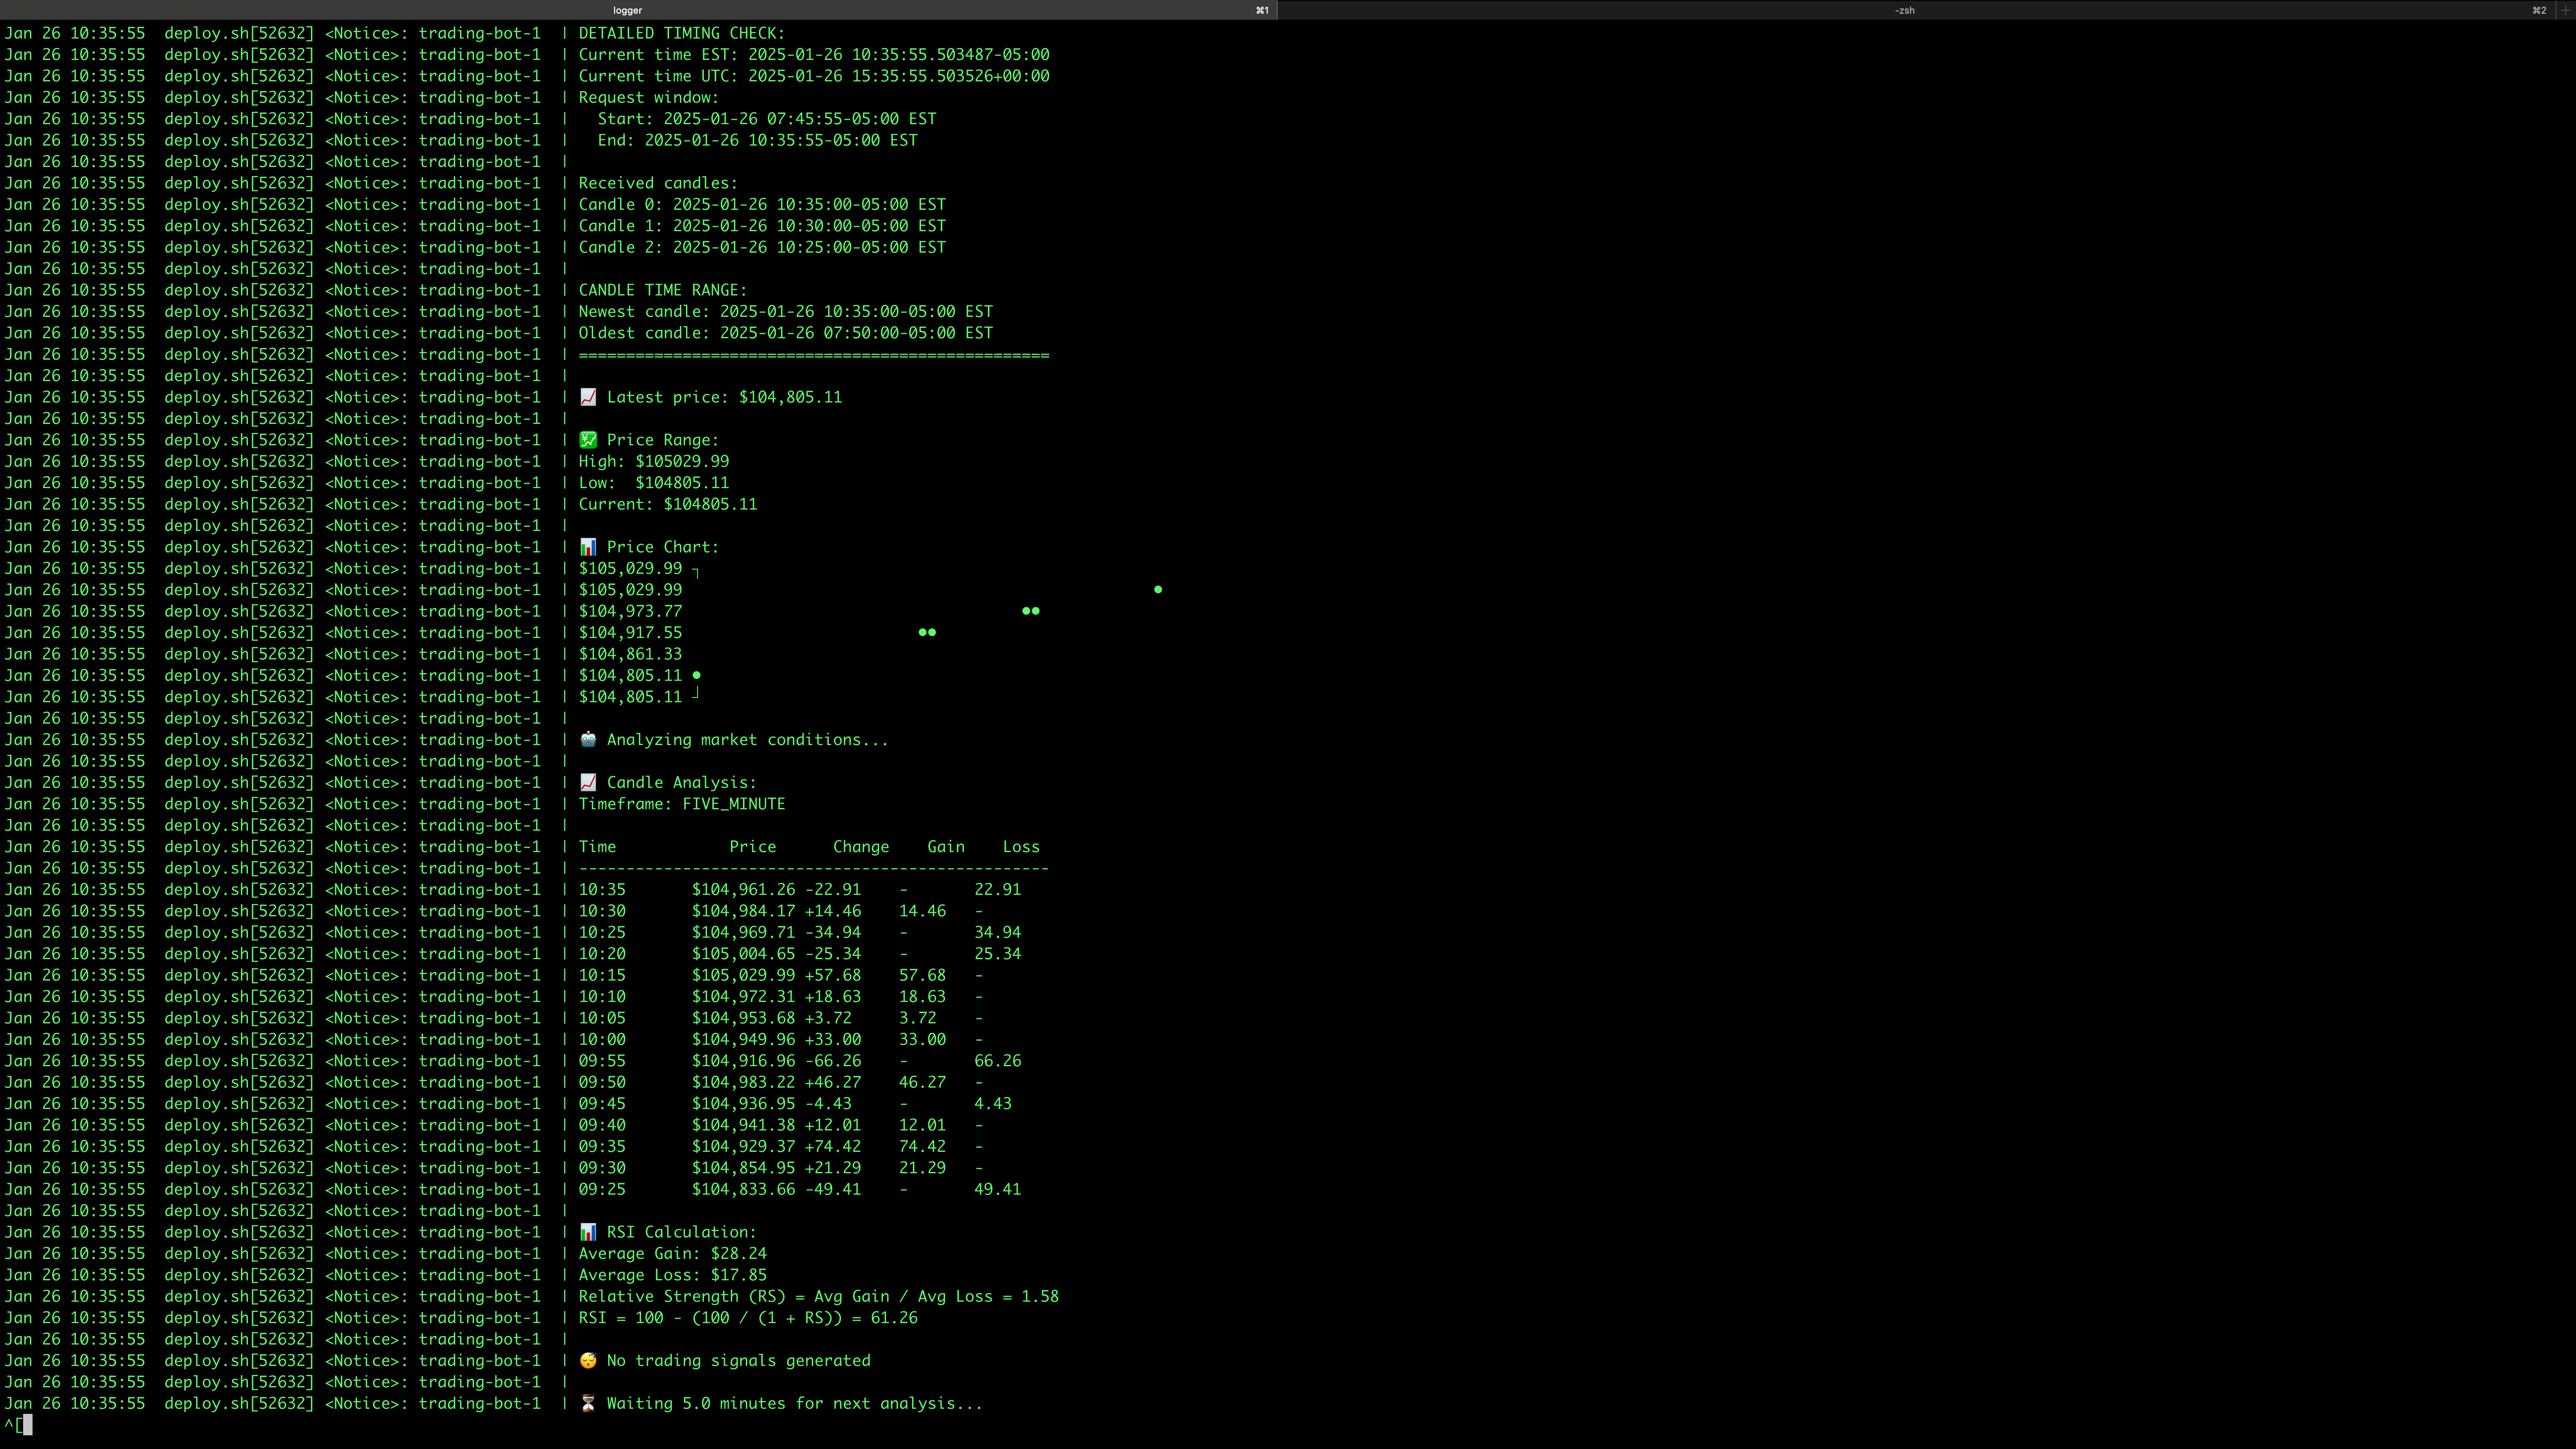 logger ⌘1 -zsh ⌘2 +
Jan 26 10:35:55  deploy.sh[52632] <Notice>: trading-bot-1  | DETAILED TIMING CHECK:
Jan 26 10:35:55  deploy.sh[52632] <Notice>: trading-bot-1  | Current time EST: 2025-01-26 10:35:55.503487-05:00
Jan 26 10:35:55  deploy.sh[52632] <Notice>: trading-bot-1  | Current time UTC: 2025-01-26 15:35:55.503526+00:00
Jan 26 10:35:55  deploy.sh[52632] <Notice>: trading-bot-1  | Request window:
Jan 26 10:35:55  deploy.sh[52632] <Notice>: trading-bot-1  |   Start: 2025-01-26 07:45:55-05:00 EST
Jan 26 10:35:55  deploy.sh[52632] <Notice>: trading-bot-1  |   End: 2025-01-26 10:35:55-05:00 EST
Jan 26 10:35:55  deploy.sh[52632] <Notice>: trading-bot-1  |
Jan 26 10:35:55  deploy.sh[52632] <Notice>: trading-bot-1  | Received candles:
Jan 26 10:35:55  deploy.sh[52632] <Notice>: trading-bot-1  | Candle 0: 2025-01-26 10:35:00-05:00 EST
Jan 26 10:35:55  deploy.sh[52632] <Notice>: trading-bot-1  | Candle 1: 2025-01-26 10:30:00-05:00 EST
Jan 26 10:35:55  deploy.sh[52632] <Notice>: trading-bot-1  | Candle 2: 2025-01-26 10:25:00-05:00 EST
Jan 26 10:35:55  deploy.sh[52632] <Notice>: trading-bot-1  |
Jan 26 10:35:55  deploy.sh[52632] <Notice>: trading-bot-1  | CANDLE TIME RANGE:
Jan 26 10:35:55  deploy.sh[52632] <Notice>: trading-bot-1  | Newest candle: 2025-01-26 10:35:00-05:00 EST
Jan 26 10:35:55  deploy.sh[52632] <Notice>: trading-bot-1  | Oldest candle: 2025-01-26 07:50:00-05:00 EST
Jan 26 10:35:55  deploy.sh[52632] <Notice>: trading-bot-1  | ==================================================
Jan 26 10:35:55  deploy.sh[52632] <Notice>: trading-bot-1  |
Jan 26 10:35:55  deploy.sh[52632] <Notice>: trading-bot-1  | 📈 Latest price: $104,805.11
Jan 26 10:35:55  deploy.sh[52632] <Notice>: trading-bot-1  |
Jan 26 10:35:55  deploy.sh[52632] <Notice>: trading-bot-1  | 💹 Price Range:
Jan 26 10:35:55  deploy.sh[52632] <Notice>: trading-bot-1  | High: $105029.99
Jan 26 10:35:55  deploy.sh[52632] <Notice>: trading-bot-1  | Low:  $104805.11
Jan 26 10:35:55  deploy.sh[52632] <Notice>: trading-bot-1  | Current: $104805.11
Jan 26 10:35:55  deploy.sh[52632] <Notice>: trading-bot-1  |
Jan 26 10:35:55  deploy.sh[52632] <Notice>: trading-bot-1  | 📊 Price Chart:
Jan 26 10:35:55  deploy.sh[52632] <Notice>: trading-bot-1  | $105,029.99 ┐
Jan 26 10:35:55  deploy.sh[52632] <Notice>: trading-bot-1  | $105,029.99                                                   ●
Jan 26 10:35:55  deploy.sh[52632] <Notice>: trading-bot-1  | $104,973.77                                     ●●
Jan 26 10:35:55  deploy.sh[52632] <Notice>: trading-bot-1  | $104,917.55                          ●●
Jan 26 10:35:55  deploy.sh[52632] <Notice>: trading-bot-1  | $104,861.33
Jan 26 10:35:55  deploy.sh[52632] <Notice>: trading-bot-1  | $104,805.11 ●
Jan 26 10:35:55  deploy.sh[52632] <Notice>: trading-bot-1  | $104,805.11 ┘
Jan 26 10:35:55  deploy.sh[52632] <Notice>: trading-bot-1  |
Jan 26 10:35:55  deploy.sh[52632] <Notice>: trading-bot-1  | 🤖 Analyzing market conditions...
Jan 26 10:35:55  deploy.sh[52632] <Notice>: trading-bot-1  |
Jan 26 10:35:55  deploy.sh[52632] <Notice>: trading-bot-1  | 📈 Candle Analysis:
Jan 26 10:35:55  deploy.sh[52632] <Notice>: trading-bot-1  | Timeframe: FIVE_MINUTE
Jan 26 10:35:55  deploy.sh[52632] <Notice>: trading-bot-1  |
Jan 26 10:35:55  deploy.sh[52632] <Notice>: trading-bot-1  | Time            Price      Change    Gain    Loss
Jan 26 10:35:55  deploy.sh[52632] <Notice>: trading-bot-1  | --------------------------------------------------
Jan 26 10:35:55  deploy.sh[52632] <Notice>: trading-bot-1  | 10:35       $104,961.26 -22.91    -       22.91
Jan 26 10:35:55  deploy.sh[52632] <Notice>: trading-bot-1  | 10:30       $104,984.17 +14.46    14.46   -
Jan 26 10:35:55  deploy.sh[52632] <Notice>: trading-bot-1  | 10:25       $104,969.71 -34.94    -       34.94
Jan 26 10:35:55  deploy.sh[52632] <Notice>: trading-bot-1  | 10:20       $105,004.65 -25.34    -       25.34
Jan 26 10:35:55  deploy.sh[52632] <Notice>: trading-bot-1  | 10:15       $105,029.99 +57.68    57.68   -
Jan 26 10:35:55  deploy.sh[52632] <Notice>: trading-bot-1  | 10:10       $104,972.31 +18.63    18.63   -
Jan 26 10:35:55  deploy.sh[52632] <Notice>: trading-bot-1  | 10:05       $104,953.68 +3.72     3.72    -
Jan 26 10:35:55  deploy.sh[52632] <Notice>: trading-bot-1  | 10:00       $104,949.96 +33.00    33.00   -
Jan 26 10:35:55  deploy.sh[52632] <Notice>: trading-bot-1  | 09:55       $104,916.96 -66.26    -       66.26
Jan 26 10:35:55  deploy.sh[52632] <Notice>: trading-bot-1  | 09:50       $104,983.22 +46.27    46.27   -
Jan 26 10:35:55  deploy.sh[52632] <Notice>: trading-bot-1  | 09:45       $104,936.95 -4.43     -       4.43
Jan 26 10:35:55  deploy.sh[52632] <Notice>: trading-bot-1  | 09:40       $104,941.38 +12.01    12.01   -
Jan 26 10:35:55  deploy.sh[52632] <Notice>: trading-bot-1  | 09:35       $104,929.37 +74.42    74.42   -
Jan 26 10:35:55  deploy.sh[52632] <Notice>: trading-bot-1  | 09:30       $104,854.95 +21.29    21.29   -
Jan 26 10:35:55  deploy.sh[52632] <Notice>: trading-bot-1  | 09:25       $104,833.66 -49.41    -       49.41
Jan 26 10:35:55  deploy.sh[52632] <Notice>: trading-bot-1  |
Jan 26 10:35:55  deploy.sh[52632] <Notice>: trading-bot-1  | 📊 RSI Calculation:
Jan 26 10:35:55  deploy.sh[52632] <Notice>: trading-bot-1  | Average Gain: $28.24
Jan 26 10:35:55  deploy.sh[52632] <Notice>: trading-bot-1  | Average Loss: $17.85
Jan 26 10:35:55  deploy.sh[52632] <Notice>: trading-bot-1  | Relative Strength (RS) = Avg Gain / Avg Loss = 1.58
Jan 26 10:35:55  deploy.sh[52632] <Notice>: trading-bot-1  | RSI = 100 - (100 / (1 + RS)) = 61.26
Jan 26 10:35:55  deploy.sh[52632] <Notice>: trading-bot-1  |
Jan 26 10:35:55  deploy.sh[52632] <Notice>: trading-bot-1  | 😴 No trading signals generated
Jan 26 10:35:55  deploy.sh[52632] <Notice>: trading-bot-1  |
Jan 26 10:35:55  deploy.sh[52632] <Notice>: trading-bot-1  | ⏳ Waiting 5.0 minutes for next analysis...
^[